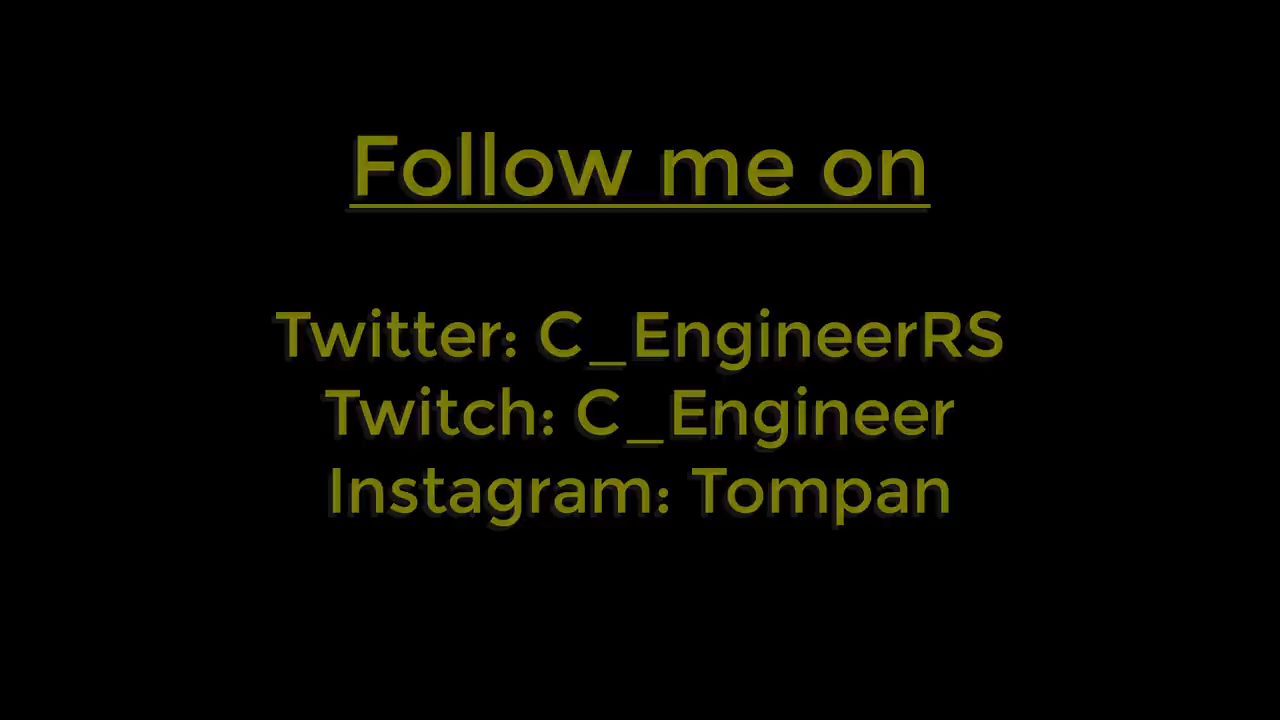 Follow me on
Twitter: C_EngineerRS
Twitch: C_Engineer
Instagram: Tompan